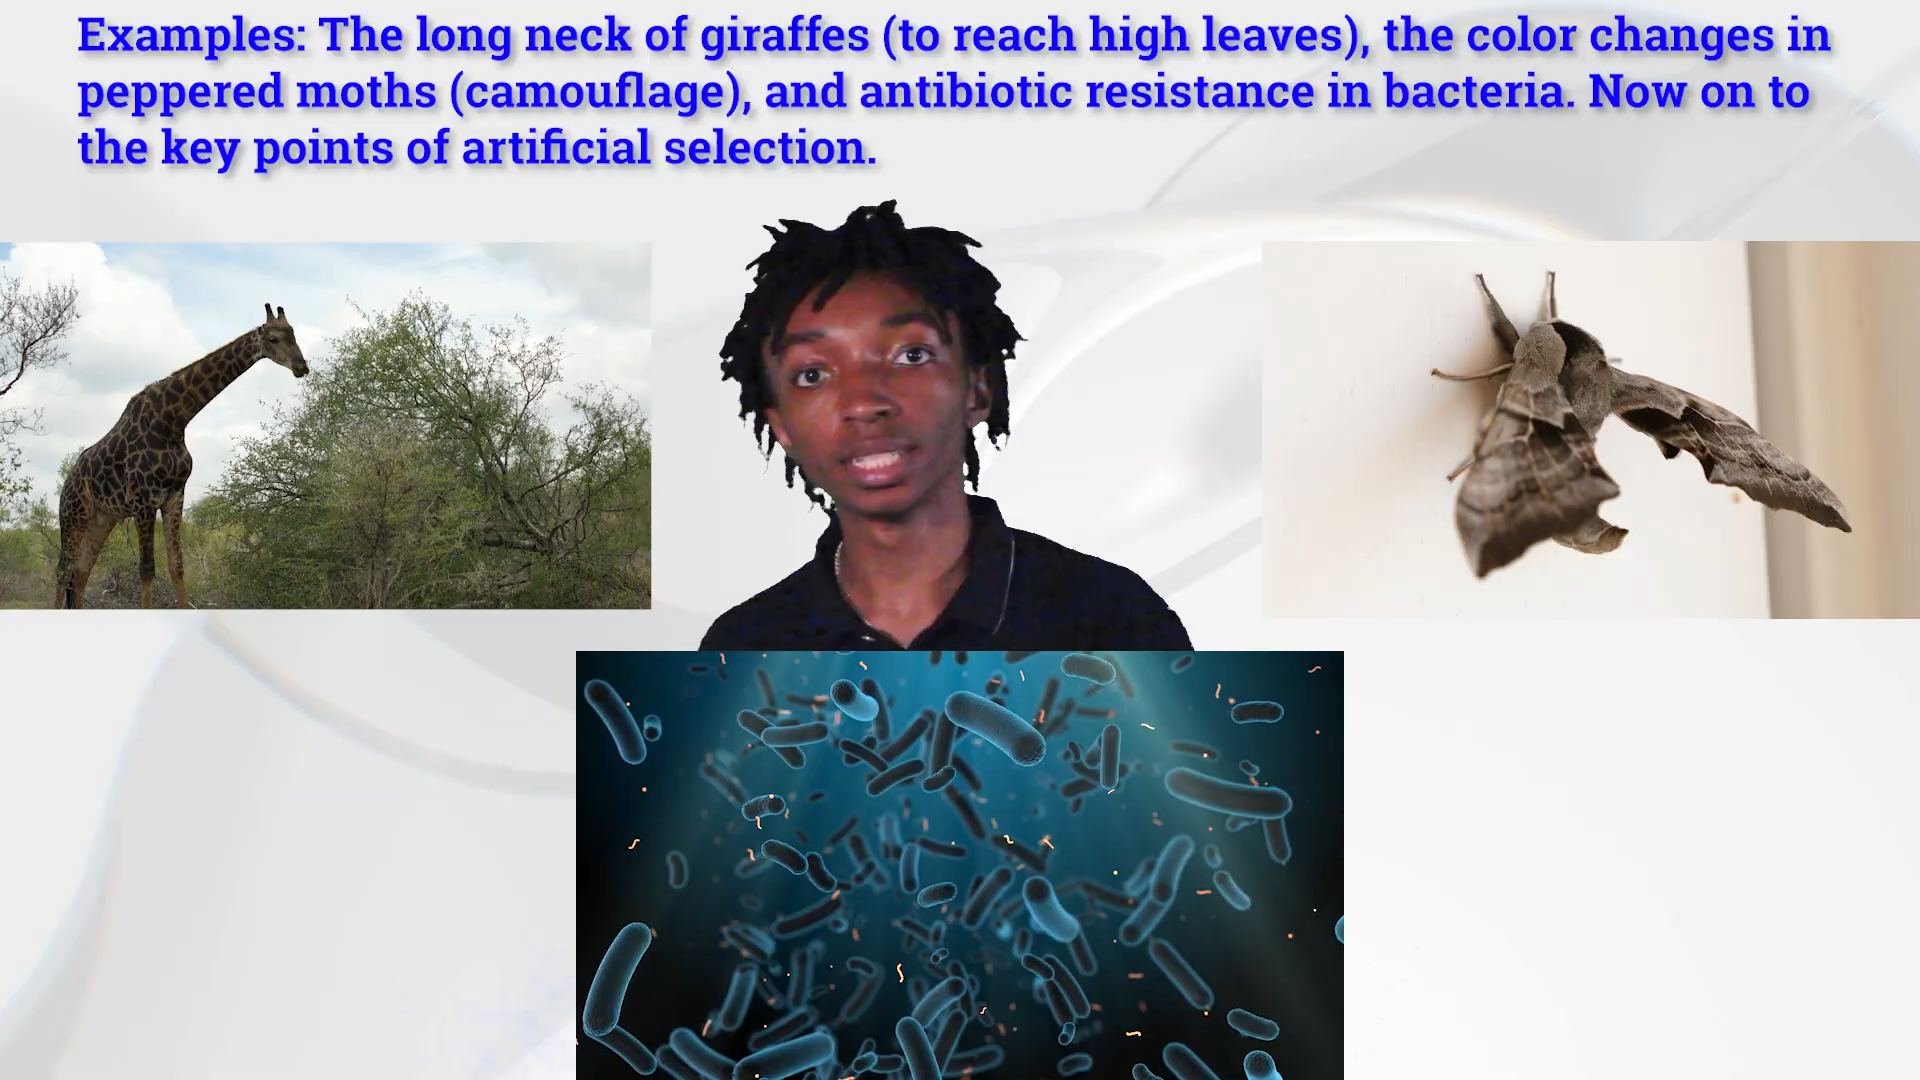 Examples: The long neck of giraffes (to reach high leaves), the color changes in
peppered moths (camouflage), and antibiotic resistance in bacteria. Now on to
the key points of artificial selection.